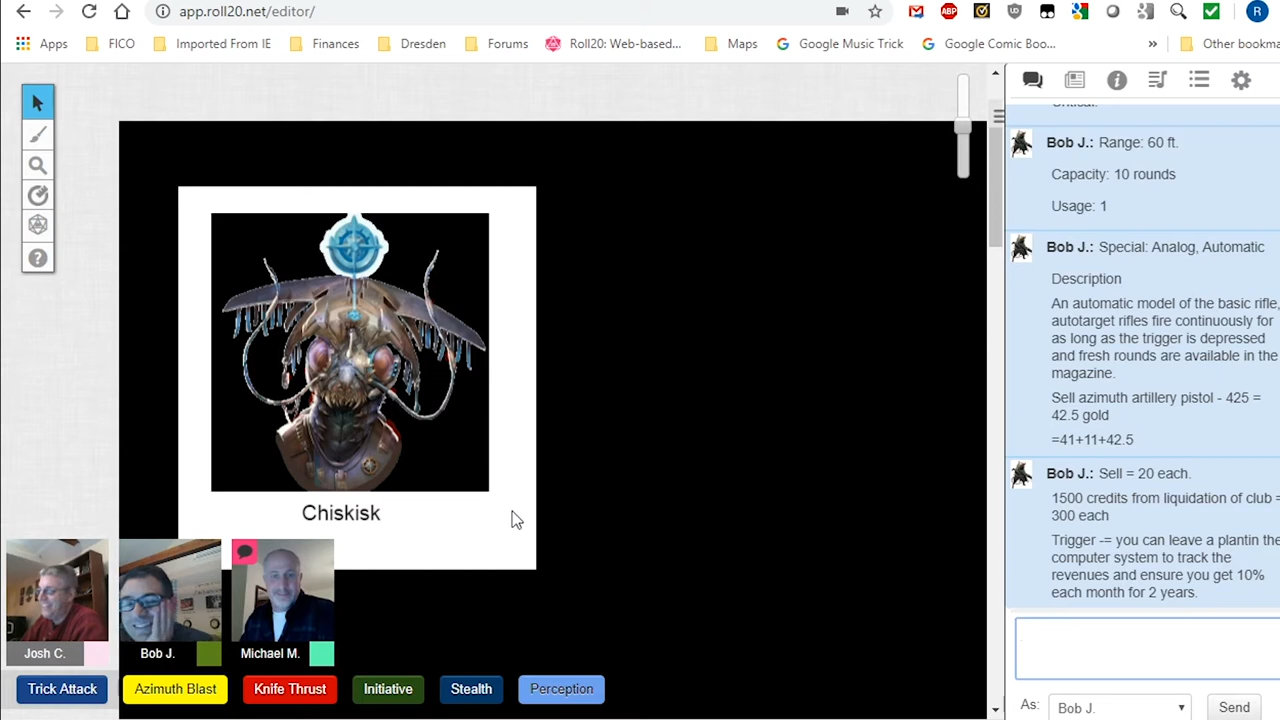 app.roll20.net/editor/
Apps FICO Imported From IE Finances Dresden Forums Roll20: Web-based... Maps Google Music Trick Google Comic Boo... » Other bookma
Bob J.: Range: 60 ft.
Capacity: 10 rounds
Usage: 1
Bob J.: Special: Analog, Automatic
Description
An automatic model of the basic rifle,
autotarget rifles fire continuously for
as long as the trigger is depressed
and fresh rounds are available in the
magazine.
Sell azimuth artillery pistol - 425 =
42.5 gold
=41+11+42.5
Bob J.: Sell = 20 each.
1500 credits from liquidation of club =
300 each
Trigger -= you can leave a plantin the
computer system to track the
revenues and ensure you get 10%
each month for 2 years.
As: Bob J. Send
Chiskisk
Josh C. Bob J. Michael M.
Trick Attack Azimuth Blast Knife Thrust Initiative Stealth Perception